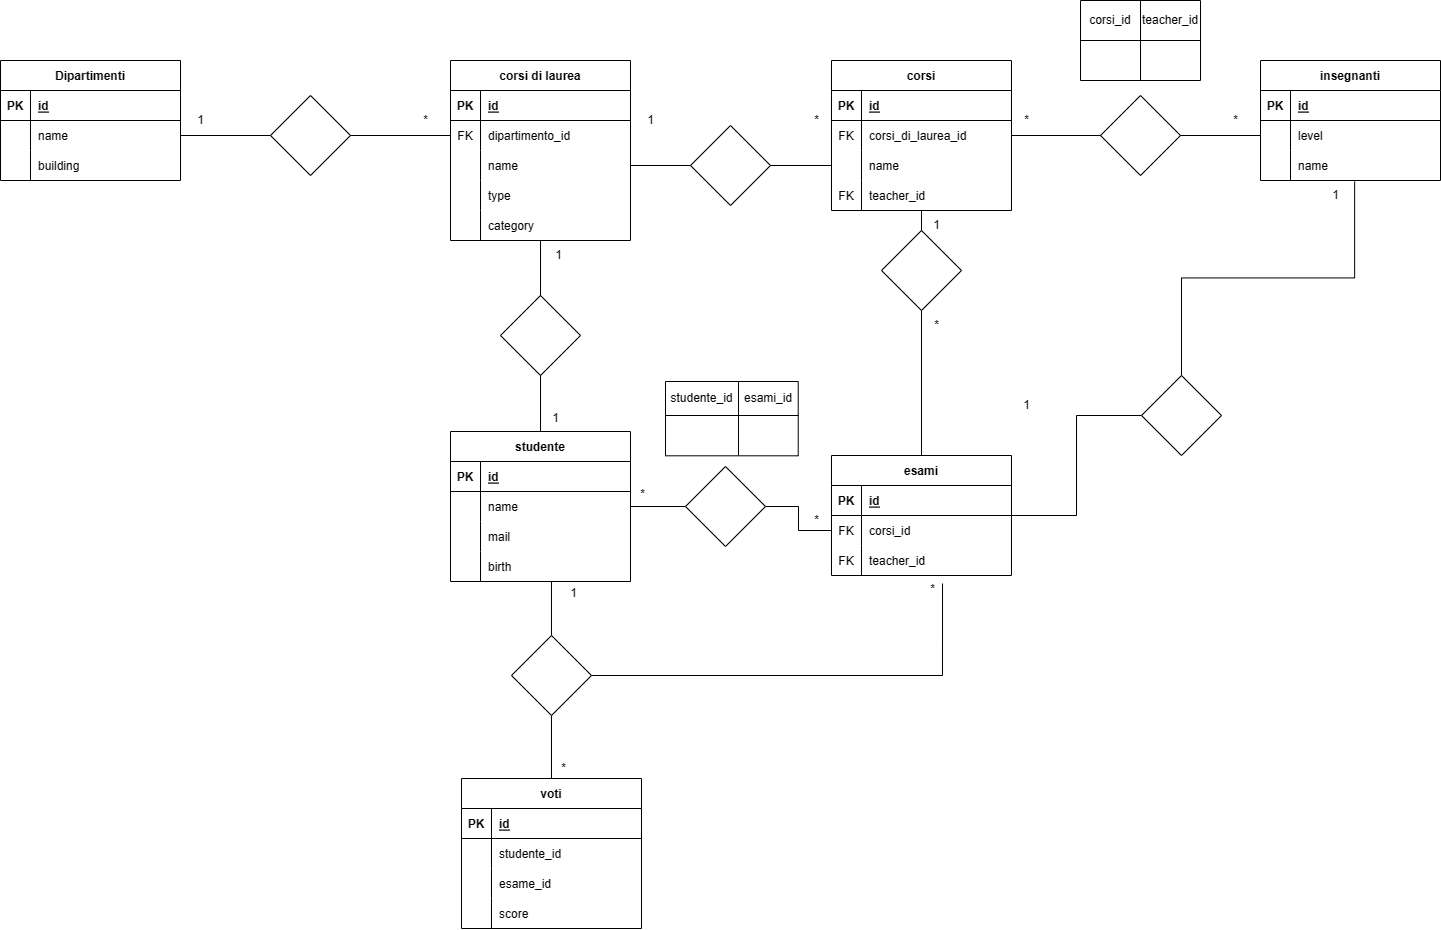 corsi_id teacher_id
Dipartimenti
PK id
name
building
1
*
corsi di laurea
PK id
FK dipartimento_id
name
type
category
1
*
corsi
PK id
FK corsi_di_laurea_id
name
FK teacher_id
*
*
insegnanti
PK id
level
name
1
1
1
*
1
studente
PK id
name
mail
birth
*
studente_id esami_id
*
1
esami
PK id
FK corsi_id
FK teacher_id
*
1
*
voti
PK id
studente_id
esame_id
score